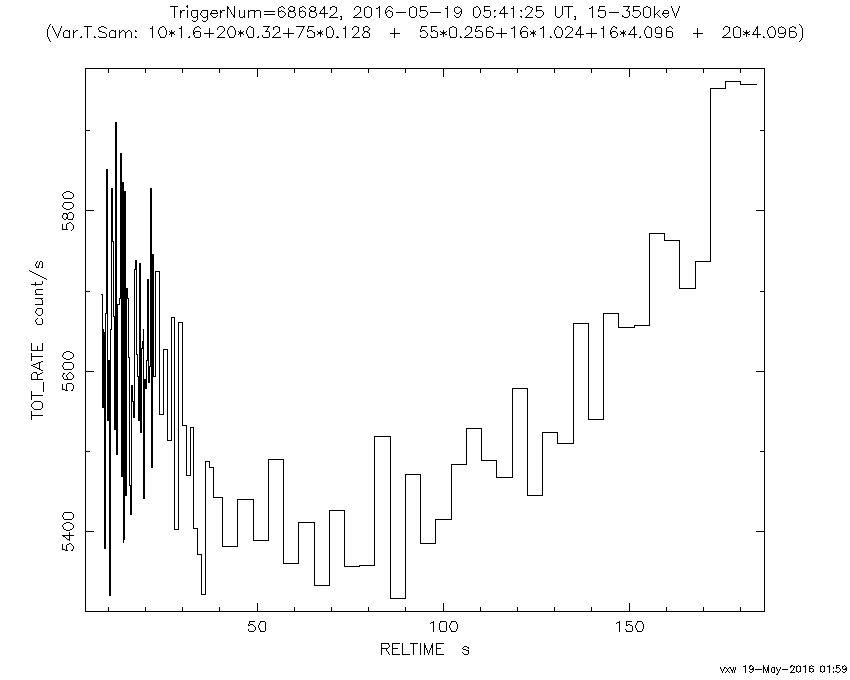 TriggerNum=686842, 2016-05-19 05:41:25 UT, 15-350keV
(Var.T.Sam: 10*1.6+20*0.32+75*0.128 + 55*0.256+16*1.024+16*4.096 + 20*4.096)
5800
5600
5400
TOT_RATE count/s
50 100 150
RELTIME s
vxw 19-May-2016 01:59